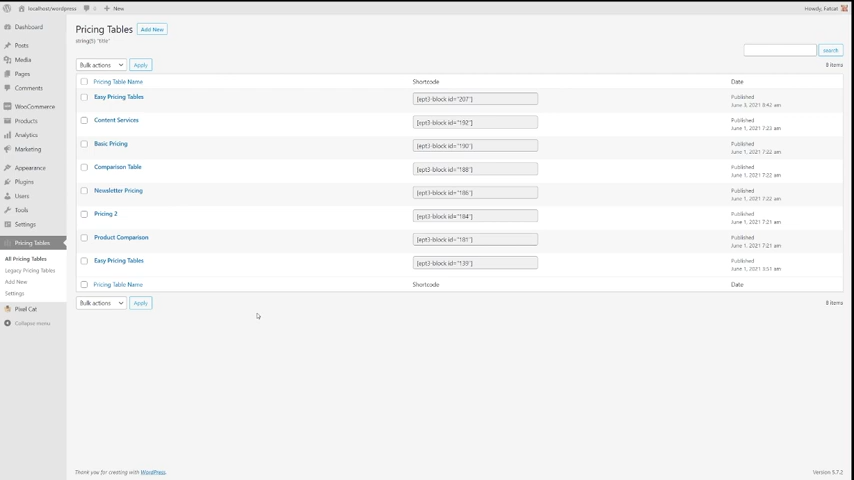 localhost/wordpress 0 + New Howdy, Fatcat
Dashboard
Posts
Media
Pages
Comments
WooCommerce
Products
Analytics
Marketing
Appearance
Plugins
Users
Tools
Settings
Pricing Tables
All Pricing Tables
Legacy Pricing Tables
Add New
Settings
Pixel Cat
Collapse menu
Pricing Tables Add New
string(5) "title"
search
Bulk actions Apply 8 items
Pricing Table Name Shortcode Date
Easy Pricing Tables [ept3-block id="207"] Published
June 3, 2021 8:42 am
Content Services [ept3-block id="192"] Published
June 1, 2021 7:23 am
Basic Pricing [ept3-block id="190"] Published
June 1, 2021 7:22 am
Comparison Table [ept3-block id="188"] Published
June 1, 2021 7:22 am
Newsletter Pricing [ept3-block id="186"] Published
June 1, 2021 7:22 am
Pricing 2 [ept3-block id="184"] Published
June 1, 2021 7:21 am
Product Comparison [ept3-block id="181"] Published
June 1, 2021 7:21 am
Easy Pricing Tables [ept3-block id="139"] Published
June 1, 2021 3:51 am
Pricing Table Name Shortcode Date
Bulk actions Apply 8 items
Thank you for creating with WordPress. Version 5.7.2